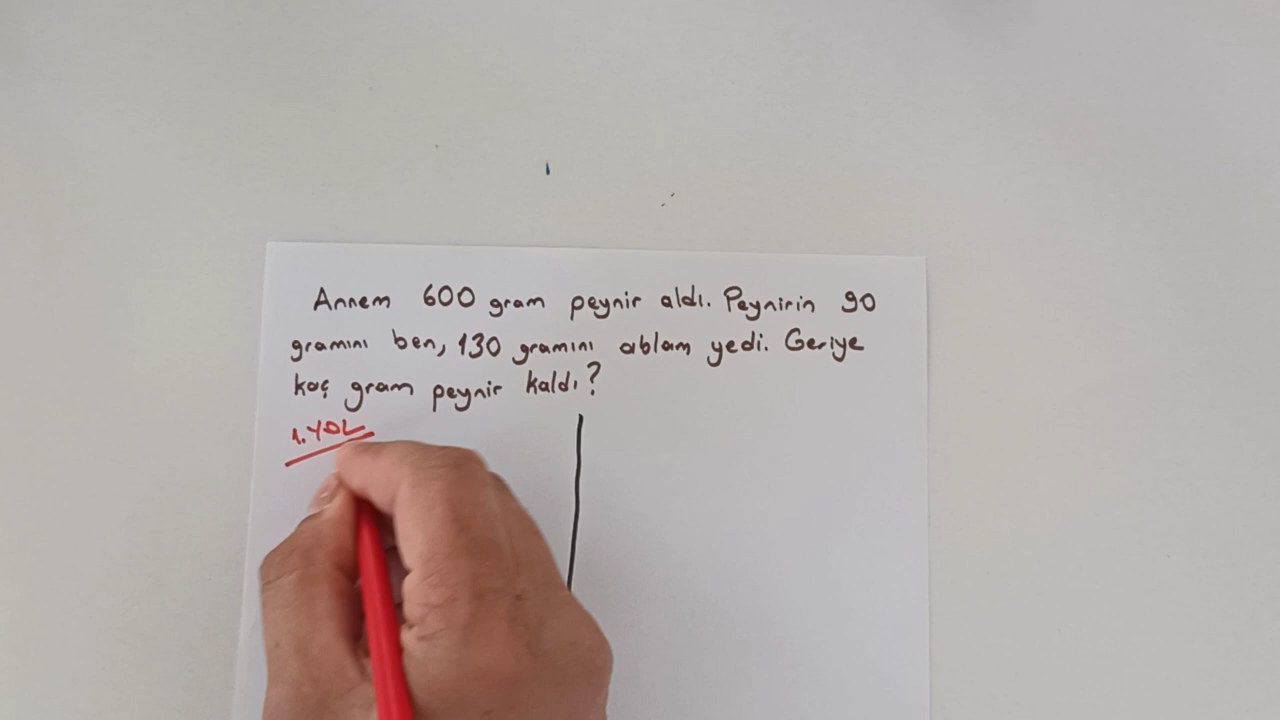 Annem 600 gram peynir aldı. Peynirin 90
gramını ben, 130 gramını ablam yedi. Geriye
kaç gram peynir kaldı?
1. YOL